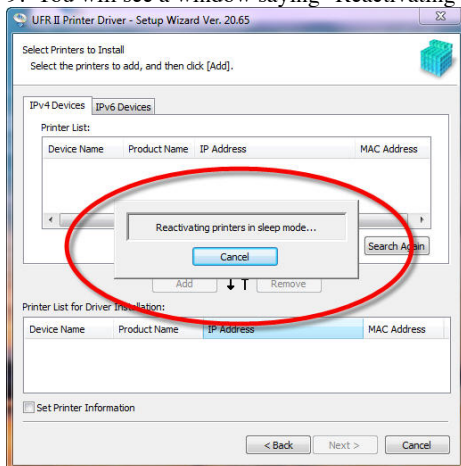 9. You will see a window saying "Reactivating
UFR II Printer Driver - Setup Wizard Ver. 20.65
Select Printers to Install
Select the printers to add, and then click [Add].
IPv4 Devices IPv6 Devices
Printer List:
Device Name Product Name IP Address MAC Address
Reactivating printers in sleep mode...
Cancel
Search Again
Add Remove
Printer List for Driver Installation:
Device Name Product Name IP Address MAC Address
Set Printer Information
< Back Next > Cancel